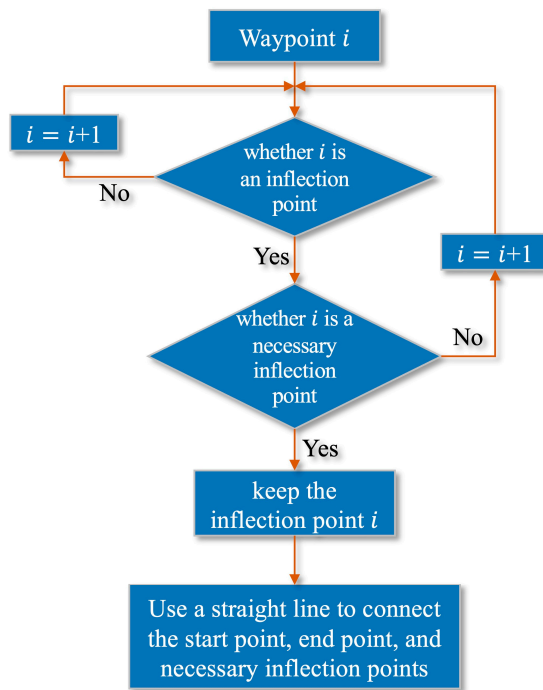 Waypoint i
i = i+1
whether i is
an inflection
point
No
Yes
i = i+1
whether i is a
necessary
inflection
point
No
Yes
keep the
inflection point i
Use a straight line to connect
the start point, end point, and
necessary inflection points